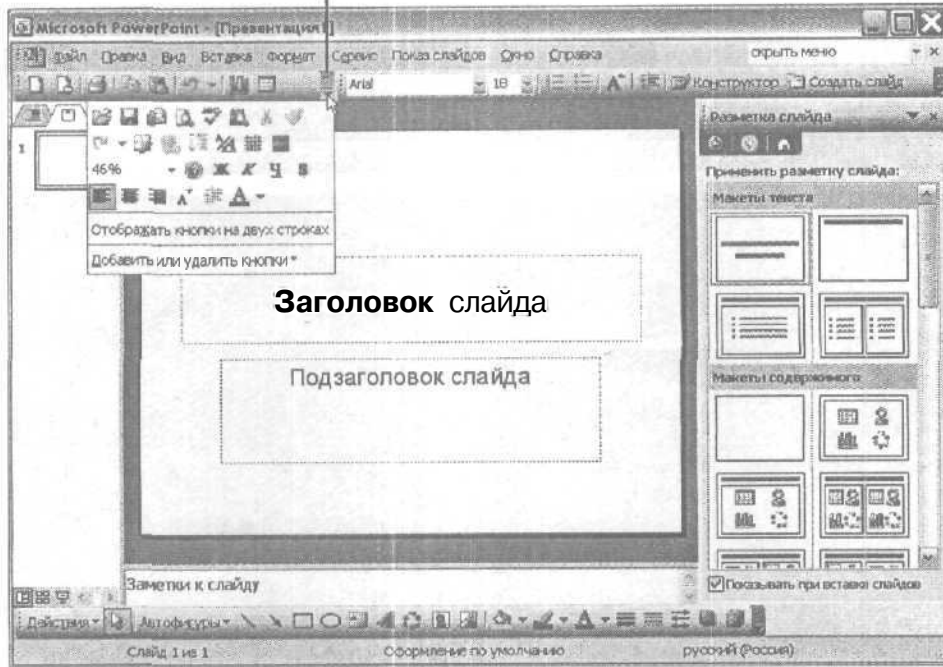 Microsoft PowerPoint - [Презентация1]
Файл Правка Вид Вставка Формат Сервис Показ слайдов Окно Справка скрыть меню
Arial 18 Конструктор Создать слайд
Разметка слайда
1
46% Ж К Ч S
Применить разметку слайда:
Макеты текста
Отображать кнопки на двух строках
Добавить или удалить кнопки
Заголовок слайда
Подзаголовок слайда
Макеты содержимого
Заметки к слайду
Показывать при вставке слайдов
Действия Автофигуры
Слайд 1 из 1 Оформление по умолчанию русский (Россия)